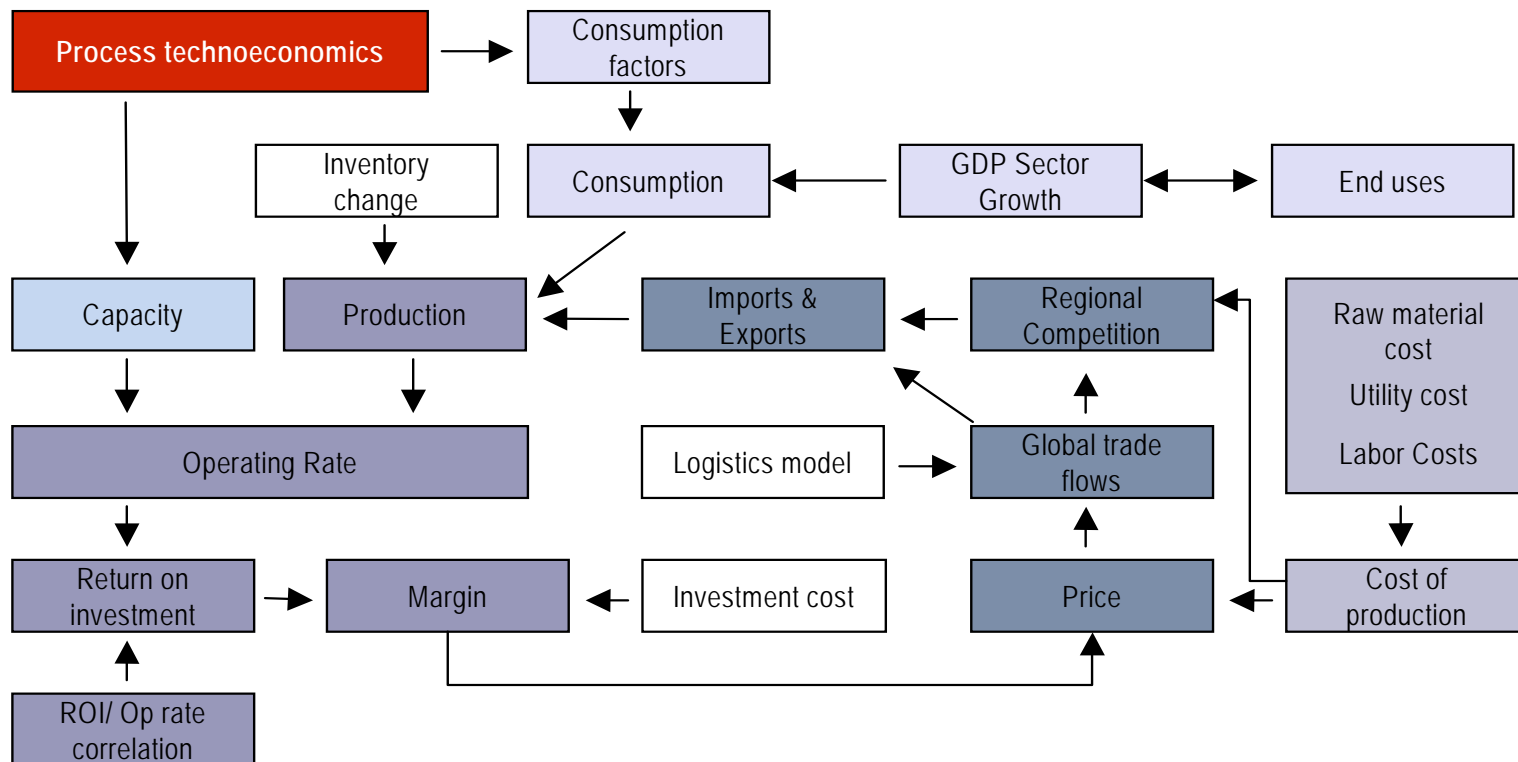 Process technoeconomics
Consumption
factors
Inventory
change
Consumption
GDP Sector
Growth
End uses
Capacity
Production
Imports &
Exports
Regional
Competition
Raw material
cost
Utility cost
Labor Costs
Operating Rate
Logistics model
Global trade
flows
Return on
investment
Margin
Investment cost
Price
Cost of
production
ROI/ Op rate
correlation